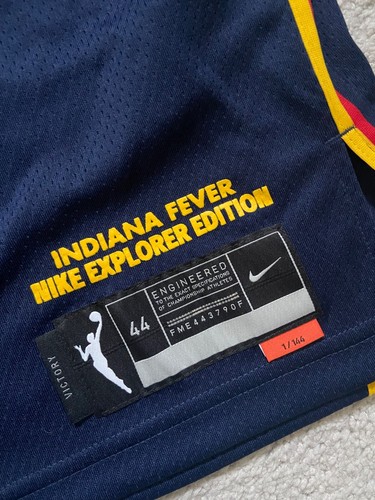 INDIANA FEVER
NIKE EXPLORER EDITION
VICTORY
44
ENGINEERED
TO THE EXACT SPECIFICATIONS
OF CHAMPIONSHIP ATHLETES
FME443790F
1/144